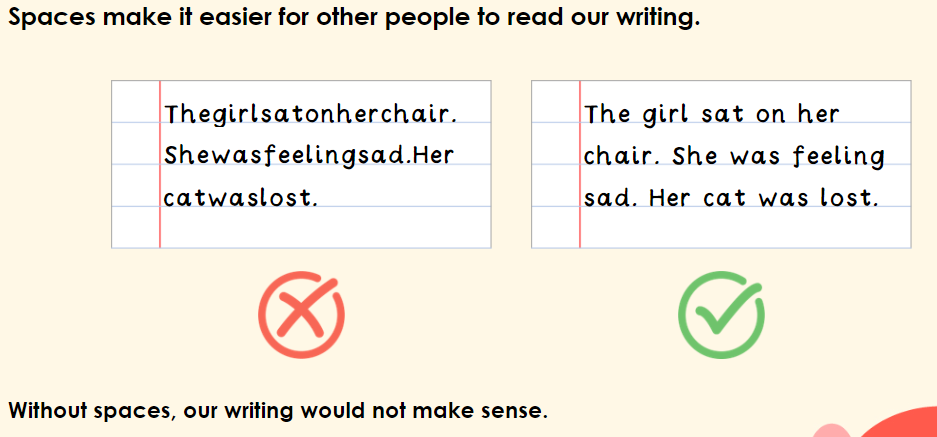 Spaces make it easier for other people to read our writing.
Thegirlsatonherchair.
Shewasfeelingsad.Her
catwaslost.
The girl sat on her
chair. She was feeling
sad. Her cat was lost.
Without spaces, our writing would not make sense.